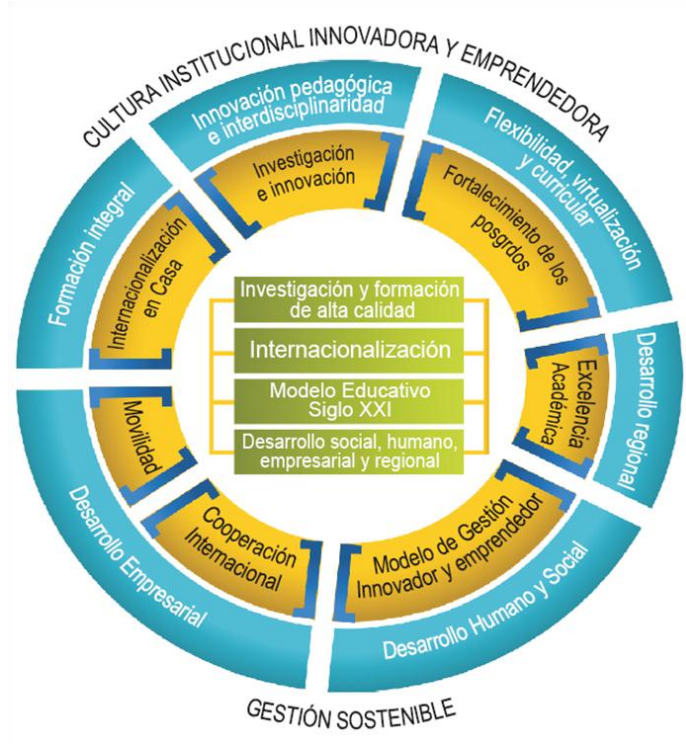 CULTURA INSTITUCIONAL INNOVADORA Y EMPRENDEDORA
Innovación pedagógica
e interdisciplinaridad
Flexibilidad, virtualización
y curricular
Formación integral
Investigación
e innovación
Fortalecimiento de los
posgrdos
Internacionalización
en Casa
Investigación y formación
de alta calidad
Internacionalización
Modelo Educativo
Siglo XXI
Desarrollo social, humano,
empresarial y regional
Excelencia
Académica
Desarrollo regional
Movilidad
Cooperación
Internacional
Modelo de Gestión
Innovador y emprendedor
Desarrollo Empresarial
Desarrollo Humano y Social
GESTIÓN SOSTENIBLE